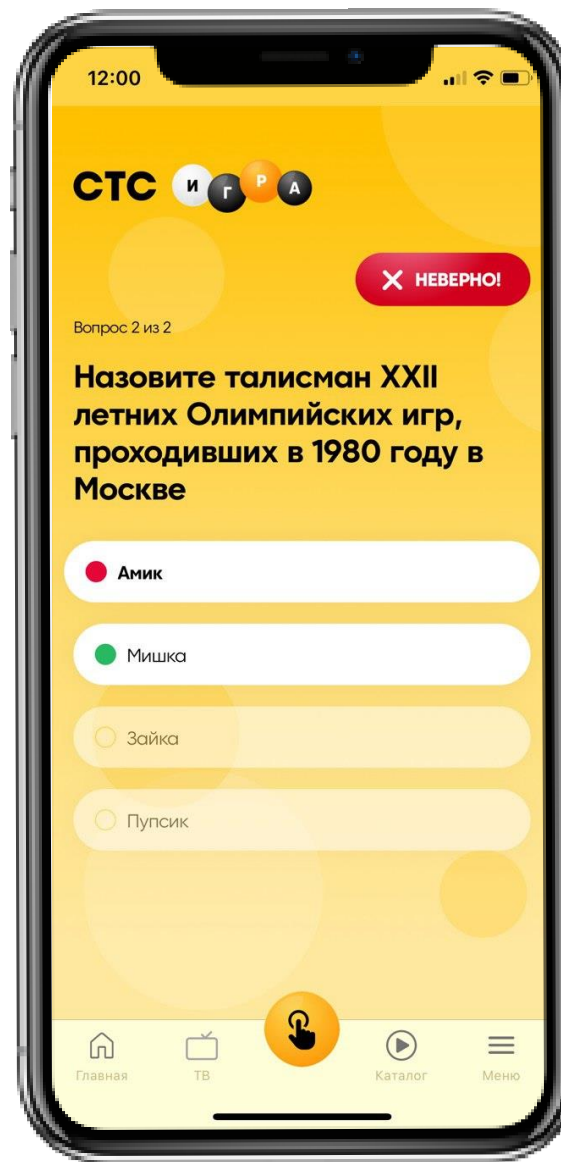 12:00
СТС ИГРА
НЕВЕРНО!
Вопрос 2 из 2
Назовите талисман XXII
летних Олимпийских игр,
проходивших в 1980 году в
Москве
Амик
Мишка
Зайка
Пупсик
Главная ТВ Каталог Меню